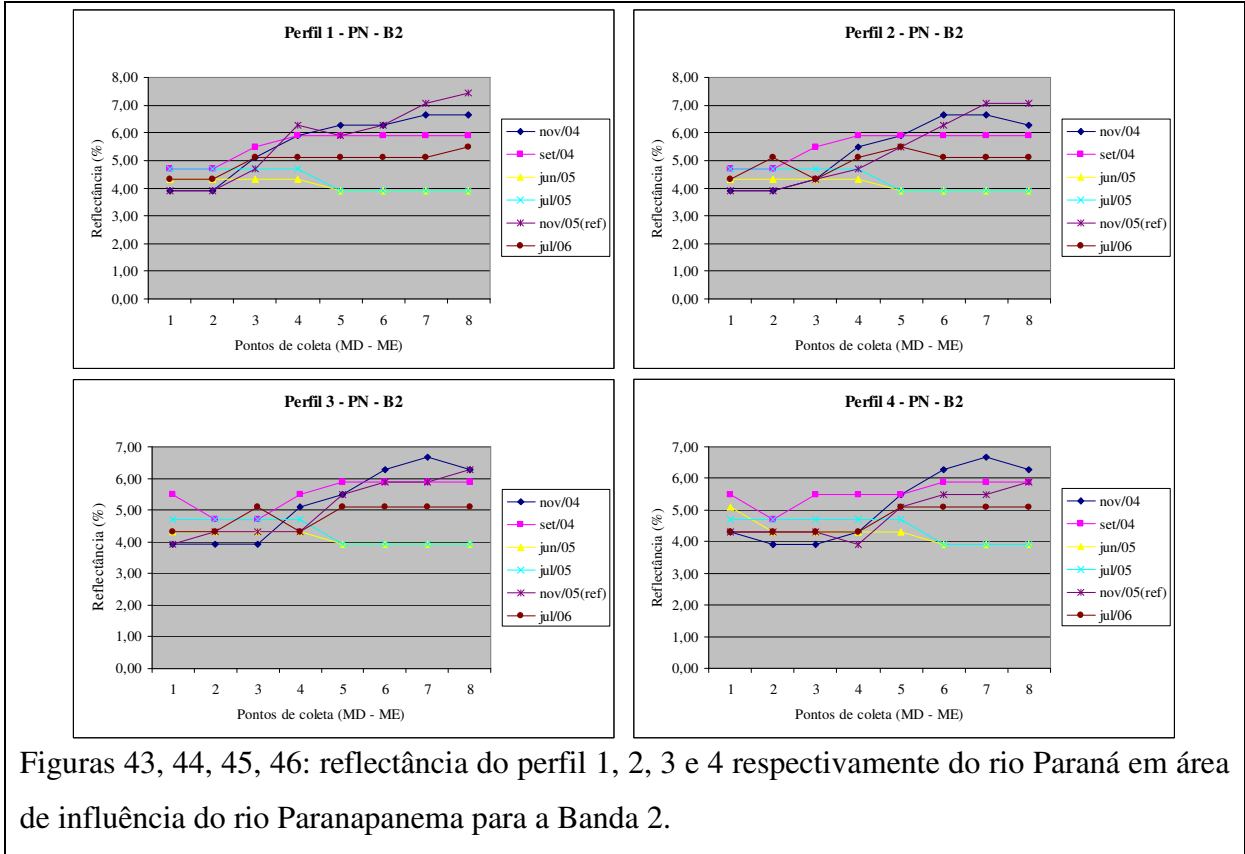 Perfil 1 - PN - B2
8,00
7,00
6,00
5,00
4,00
3,00
2,00
1,00
0,00
Reflectância (%)
1 2 3 4 5 6 7 8
Pontos de coleta (MD - ME)
nov/04
set/04
jun/05
jul/05
nov/05(ref)
jul/06
Perfil 2 - PN - B2
8,00
7,00
6,00
5,00
4,00
3,00
2,00
1,00
0,00
Reflectância (%)
1 2 3 4 5 6 7 8
Pontos de coleta (MD - ME)
nov/04
set/04
jun/05
jul/05
nov/05(ref)
jul/06
Perfil 3 - PN - B2
7,00
6,00
5,00
4,00
3,00
2,00
1,00
0,00
Reflectância (%)
1 2 3 4 5 6 7 8
Pontos de coleta (MD - ME)
nov/04
set/04
jun/05
jul/05
nov/05(ref)
jul/06
Perfil 4 - PN - B2
7,00
6,00
5,00
4,00
3,00
2,00
1,00
0,00
Reflectância (%)
1 2 3 4 5 6 7 8
Pontos de coleta (MD - ME)
nov/04
set/04
jun/05
jul/05
nov/05(ref)
jul/06
Figuras 43, 44, 45, 46: reflectância do perfil 1, 2, 3 e 4 respectivamente do rio Paraná em área
de influência do rio Paranapanema para a Banda 2.